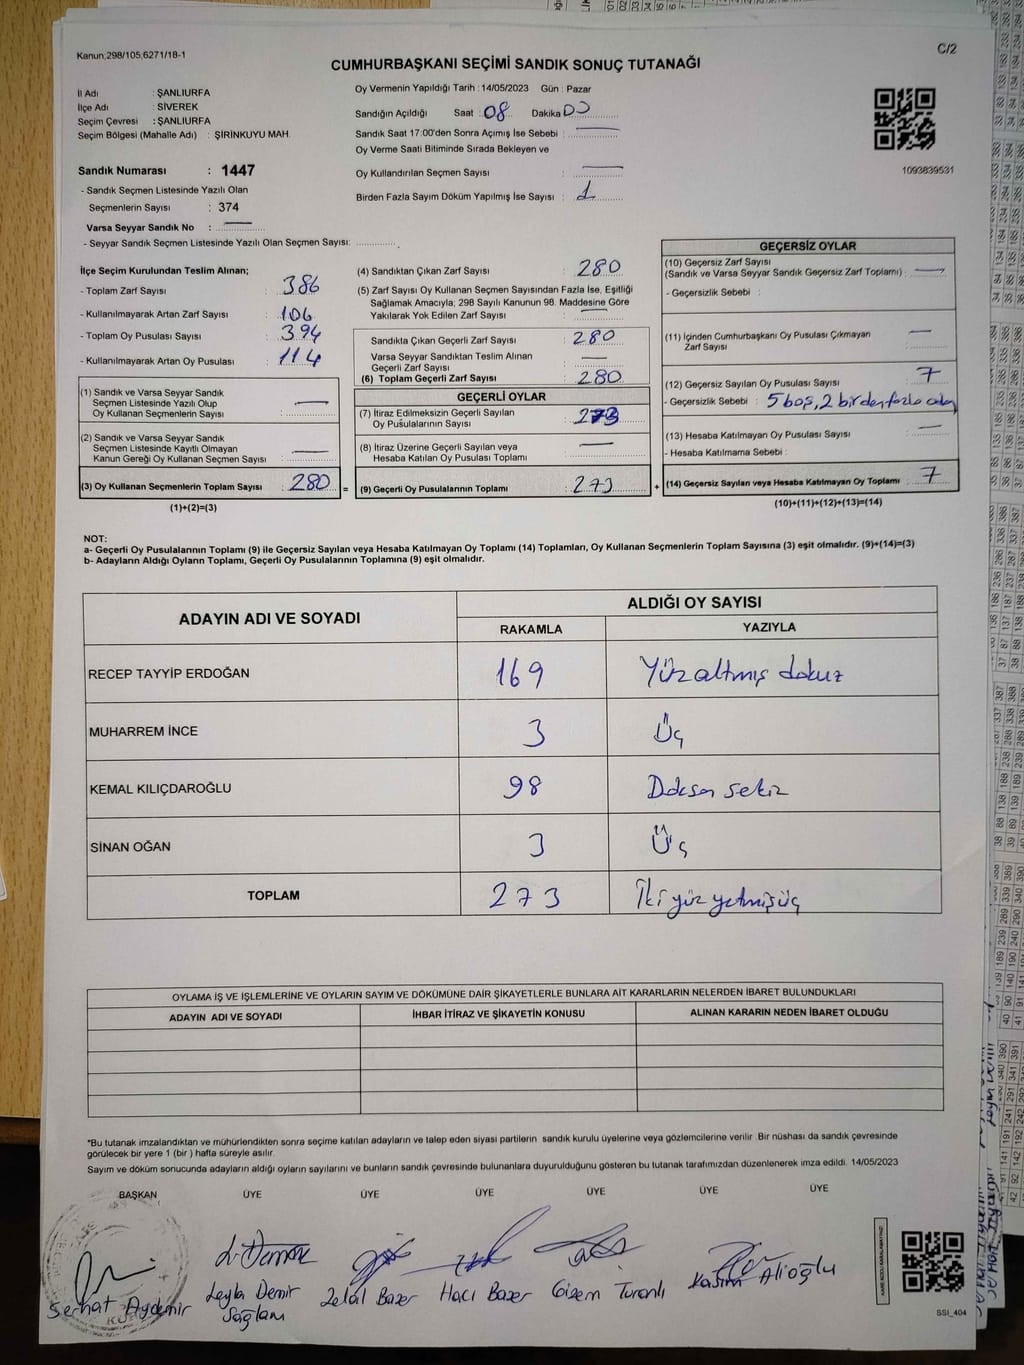 Kanun,298/105,6271/18-1
C/2
CUMHURBAŞKANI SEÇİMİ SANDIK SONUÇ TUTANAĞI
İl Adı : ŞANLIURFA
İlçe Adı : SİVEREK
Seçim Çevresi : ŞANLIURFA
Seçim Bölgesi (Mahalle Adı) : ŞİRİNKUYU MAH.
Sandık Numarası : 1447
- Sandık Seçmen Listesinde Yazılı Olan
Seçmenlerin Sayısı : 374
Varsa Seyyar Sandık No :
- Seyyar Sandık Seçmen Listesinde Yazılı Olan Seçmen Sayısı:
Oy Vermenin Yapıldığı Tarih : 14/05/2023 Gün : Pazar
Sandığın Açıldığı Saat : 08 Dakika
Sandık Saat 17:00'den Sonra Açımış İse Sebebi :
Oy Verme Saati Bitiminde Sırada Bekleyen ve
Oy Kullandırılan Seçmen Sayısı :
Birden Fazla Sayım Döküm Yapılmış İse Sayısı : 1
1093839531
İlçe Seçim Kurulundan Teslim Alınan;
- Toplam Zarf Sayısı : 386
- Kullanılmayarak Artan Zarf Sayısı : 106
- Toplam Oy Pusulası Sayısı : 394
- Kullanılmayarak Artan Oy Pusulası : 114
(1) Sandık ve Varsa Seyyar Sandık
Seçmen Listesinde Yazılı Olup
Oy Kullanan Seçmenlerin Sayısı :
(2) Sandık ve Varsa Seyyar Sandık
Seçmen Listesinde Kayıtlı Olmayan
Kanun Gereği Oy Kullanan Seçmen Sayısı :
(3) Oy Kullanan Seçmenlerin Toplam Sayısı 280 =
(1)+(2)=(3)
(4) Sandıktan Çıkan Zarf Sayısı : 280
(5) Zarf Sayısı Oy Kullanan Seçmen Sayısından Fazla İse, Eşitliği
Sağlamak Amacıyla; 298 Sayılı Kanunun 98. Maddesine Göre
Yakılarak Yok Edilen Zarf Sayısı :
Sandıkta Çıkan Geçerli Zarf Sayısı : 280
Varsa Seyyar Sandıktan Teslim Alınan
Geçerli Zarf Sayısı :
(6) Toplam Geçerli Zarf Sayısı : 280
GEÇERLİ OYLAR
(7) İtiraz Edilmeksizin Geçerli Sayılan
Oy Pusulalarının Sayısı : 273
(8) İtiraz Üzerine Geçerli Sayılan veya
Hesaba Katılan Oy Pusulası Toplamı :
(9) Geçerli Oy Pusulalarının Toplamı : 273 +
GEÇERSİZ OYLAR
(10) Geçersiz Zarf Sayısı
(Sandık ve Varsa Seyyar Sandık Geçersiz Zarf Toplamı) :
- Geçersizlik Sebebi :
(11) İçinden Cumhurbaşkanı Oy Pusulası Çıkmayan
Zarf Sayısı :
(12) Geçersiz Sayılan Oy Pusulası Sayısı : 7
- Geçersizlik Sebebi : 5 boş, 2 birden fazla
(13) Hesaba Katılmayan Oy Pusulası Sayısı :
- Hesaba Katılmama Sebebi :
(14) Geçersiz Sayılan veya Hesaba Katılmayan Oy Toplamı : 7
(10)+(11)+(12)+(13)=(14)
NOT:
a- Geçerli Oy Pusulalarının Toplamı (9) ile Geçersiz Sayılan veya Hesaba Katılmayan Oy Toplamı (14) Toplamları, Oy Kullanan Seçmenlerin Toplam Sayısına (3) eşit olmalıdır. (9)+(14)=(3)
b- Adayların Aldığı Oyların Toplamı, Geçerli Oy Pusulalarının Toplamına (9) eşit olmalıdır.
ADAYIN ADI VE SOYADI ALDIĞI OY SAYISI
RAKAMLA YAZIYLA
RECEP TAYYİP ERDOĞAN 169 Yüz altmış dokuz
MUHARREM İNCE 3 Üç
KEMAL KILIÇDAROĞLU 98 Doksan sekiz
SİNAN OĞAN 3 Üç
TOPLAM 273 İki yüz yetmiş üç
OYLAMA İŞ VE İŞLEMLERİNE VE OYLARIN SAYIM VE DÖKÜMÜNE DAİR ŞİKAYETLERLE BUNLARA AİT KARARLARIN NELERDEN İBARET BULUNDUKLARI
ADAYIN ADI VE SOYADI İHBAR İTİRAZ VE ŞİKAYETİN KONUSU ALINAN KARARIN NEDEN İBARET OLDUĞU
*Bu tutanak imzalandıktan ve mühürlendikten sonra seçime katılan adayların ve talep eden siyasi partilerin sandık kurulu üyelerine veya gözlemcilerine verilir. Bir nüshası da sandık çevresinde
görülecek bir yere 1 (bir ) hafta süreyle asılır.
Sayım ve döküm sonucunda adayların aldığı oyların sayılarını ve bunların sandık çevresinde bulunanlara duyurulduğunu gösteren bu tutanak tarafımızdan düzenlenerek imza edildi. 14/05/2023
BAŞKAN ÜYE ÜYE ÜYE ÜYE ÜYE ÜYE
Serhat Aydemir Leyla Demir Sağlam Zelal Bazer Hacı Bazer Gizem Turanlı Kasım Alioğlu
SSI_404